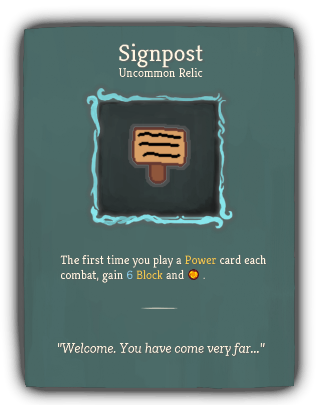 Signpost
Uncommon Relic
The first time you play a Power card each
combat, gain 6 Block and .
"Welcome. You have come very far..."